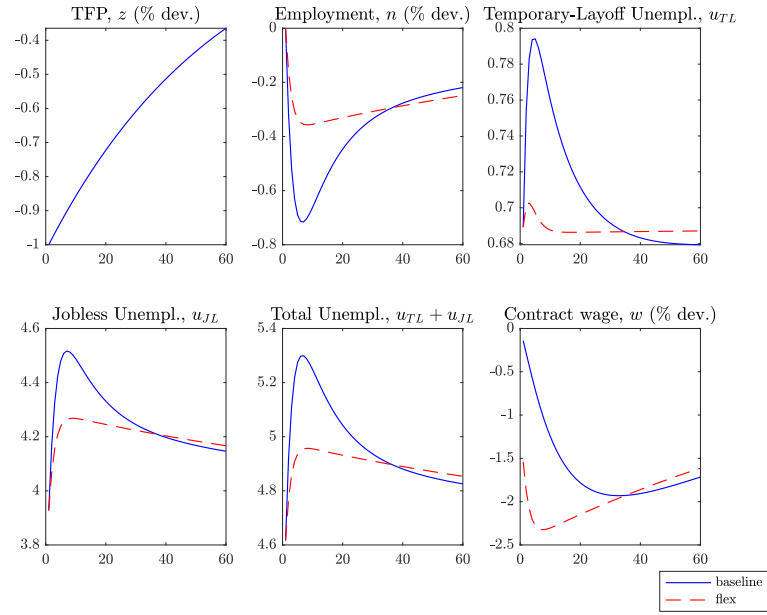 TFP, z (% dev.)
-0.4
-0.5
-0.6
-0.7
-0.8
-0.9
-1
0 20 40 60
Employment, n (% dev.)
0
-0.2
-0.4
-0.6
-0.8
0 20 40 60
Temporary-Layoff Unempl., u_TL
0.8
0.78
0.76
0.74
0.72
0.7
0.68
0 20 40 60
Jobless Unempl., u_JL
4.6
4.4
4.2
4
3.8
0 20 40 60
Total Unempl., u_TL + u_JL
5.4
5.2
5
4.8
4.6
0 20 40 60
Contract wage, w (% dev.)
0
-0.5
-1
-1.5
-2
-2.5
0 20 40 60
baseline
flex